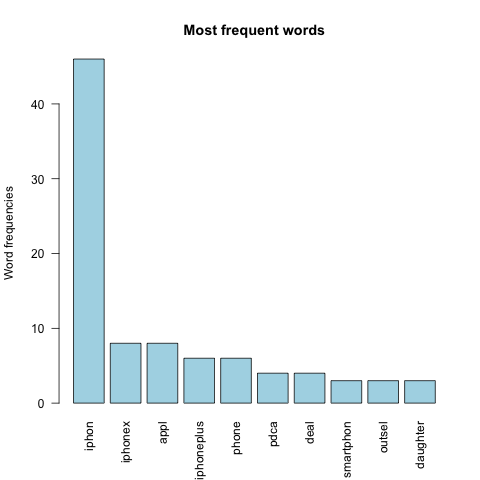 Most frequent words
Word frequencies
40
30
20
10
0
iphon
iphonex
appl
iphoneplus
phone
pdca
deal
smartphon
outsel
daughter